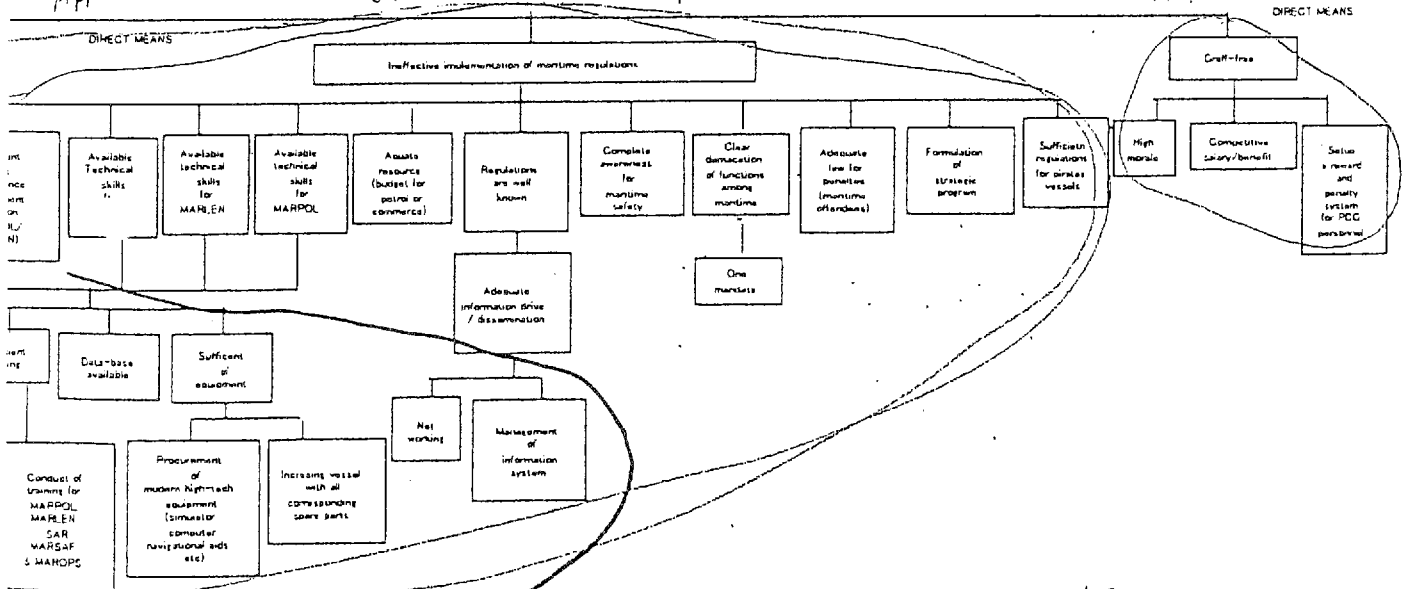 DIRECT MEANS
DIRECT MEANS
Ineffective implementation of maritime regulations
Graft-free
Available
Technical
skills
Available
technical
skills
for
MARLEN
Available
technical
skills
for
MARPOL
resource
(budget for
patrol or
commerce)
Regulations
are well
known
Complete
awareness
for
maritime
safety
Clear
of functions
among
maritime
Adequate
law for
penalties
(maritime
offenders)
Formulation
of
strategic
program
Sufficient
regulations
for pirates
vessels
High
morale
Competitive
salary/benefit
Setup
a reward
and
penalty
system
for PCG
personnel
One
mandate
Adequate
information drive
/ dissemination
Data-base
available
Sufficent
of
equipment
Net
working
Management
of
information
system
Conduct of
training for
MARPOL
MARLEN
SAR
MARSAF
& MAROPS
Procurement
of
modern high-tech
equipment
(simulator
computer
navigational aids
etc)
Increasing vessel
with all
corresponding
spare parts